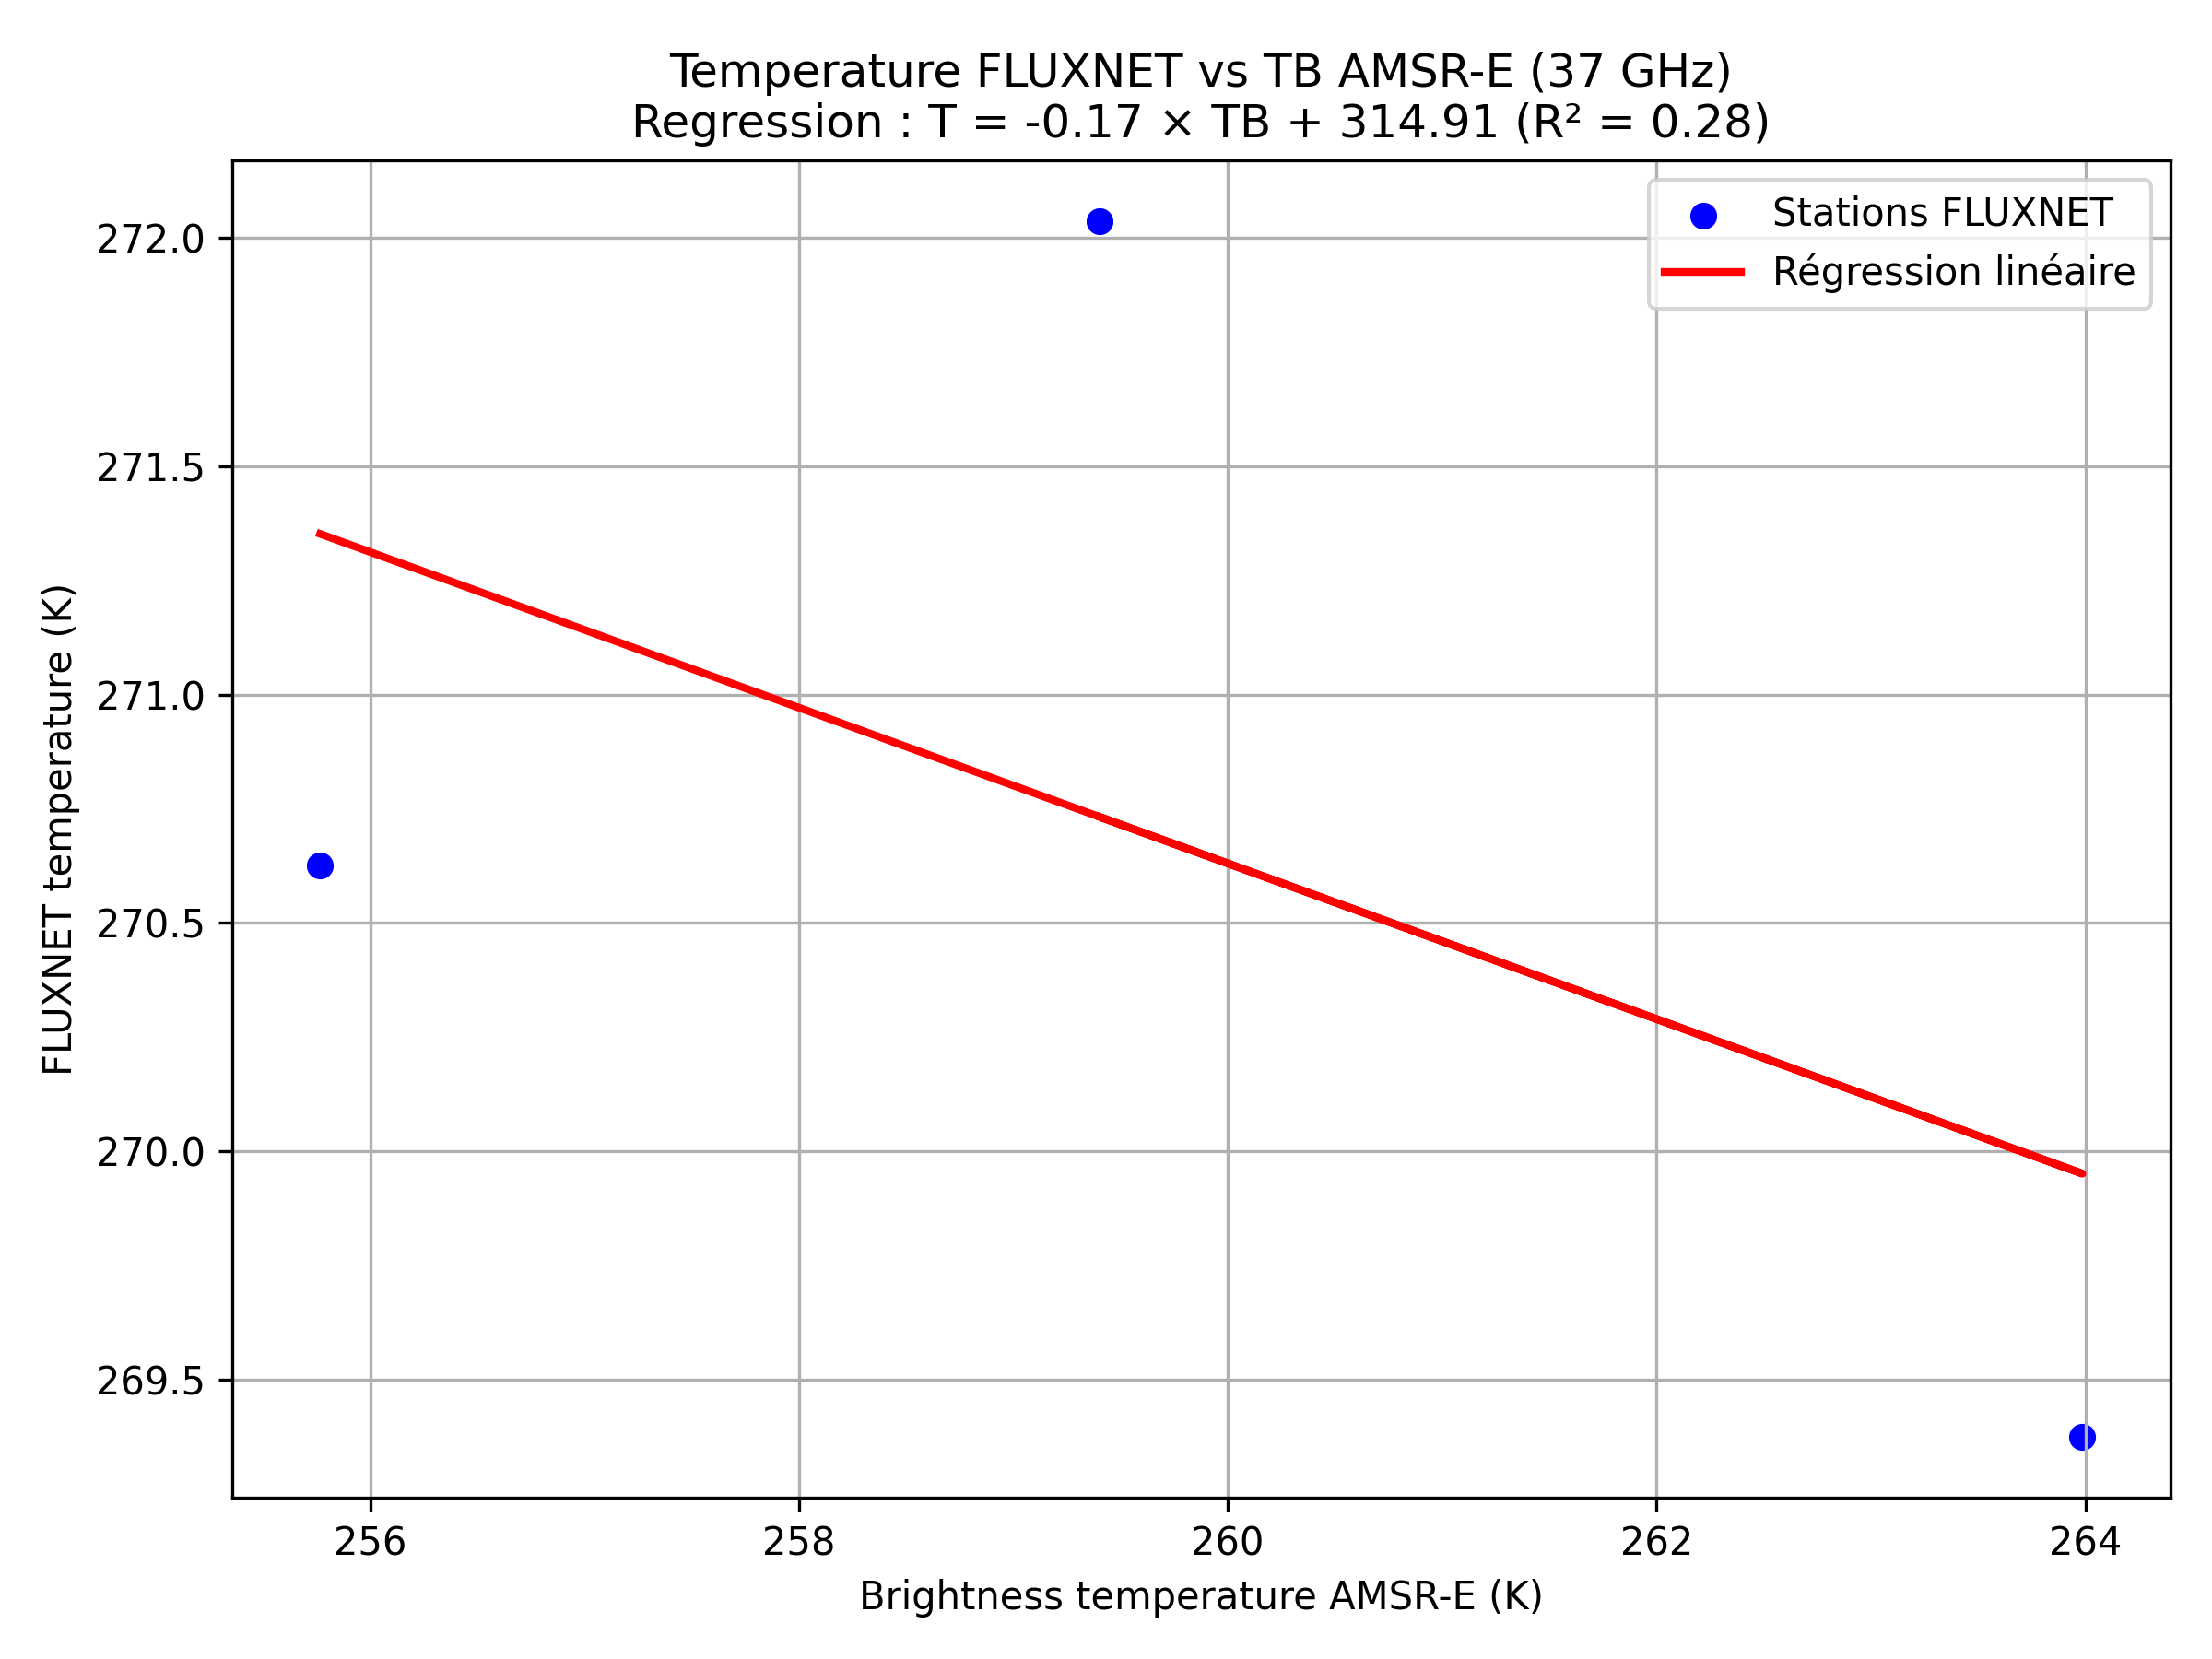 Temperature FLUXNET vs TB AMSR-E (37 GHz)
Regression : T = -0.17 × TB + 314.91 (R² = 0.28)
Stations FLUXNET
Régression linéaire
272.0
271.5
271.0
270.5
270.0
269.5
FLUXNET temperature (K)
256 258 260 262 264
Brightness temperature AMSR-E (K)